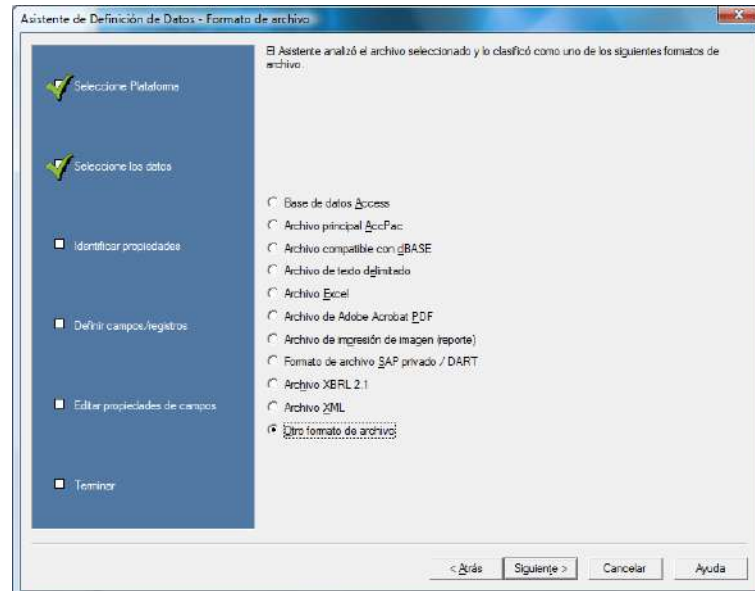 Asistente de Definición de Datos - Formato de archivo
El Asistente analizó el archivo seleccionado y lo clasificó como uno de los siguientes formatos de
archivo.
Seleccione Plataforma
Seleccione los datos
Identificar propiedades
Definir campos/registros
Editar propiedades de campos
Terminar
Base de datos Access
Archivo principal AccPac
Archivo compatible con dBASE
Archivo de texto delimitado
Archivo Excel
Archivo de Adobe Acrobat PDF
Archivo de impresión de imagen (reporte)
Formato de archivo SAP privado / DART
Archivo XBRL 2.1
Archivo XML
Otro formato de archivo
< Atrás
Siguiente >
Cancelar
Ayuda